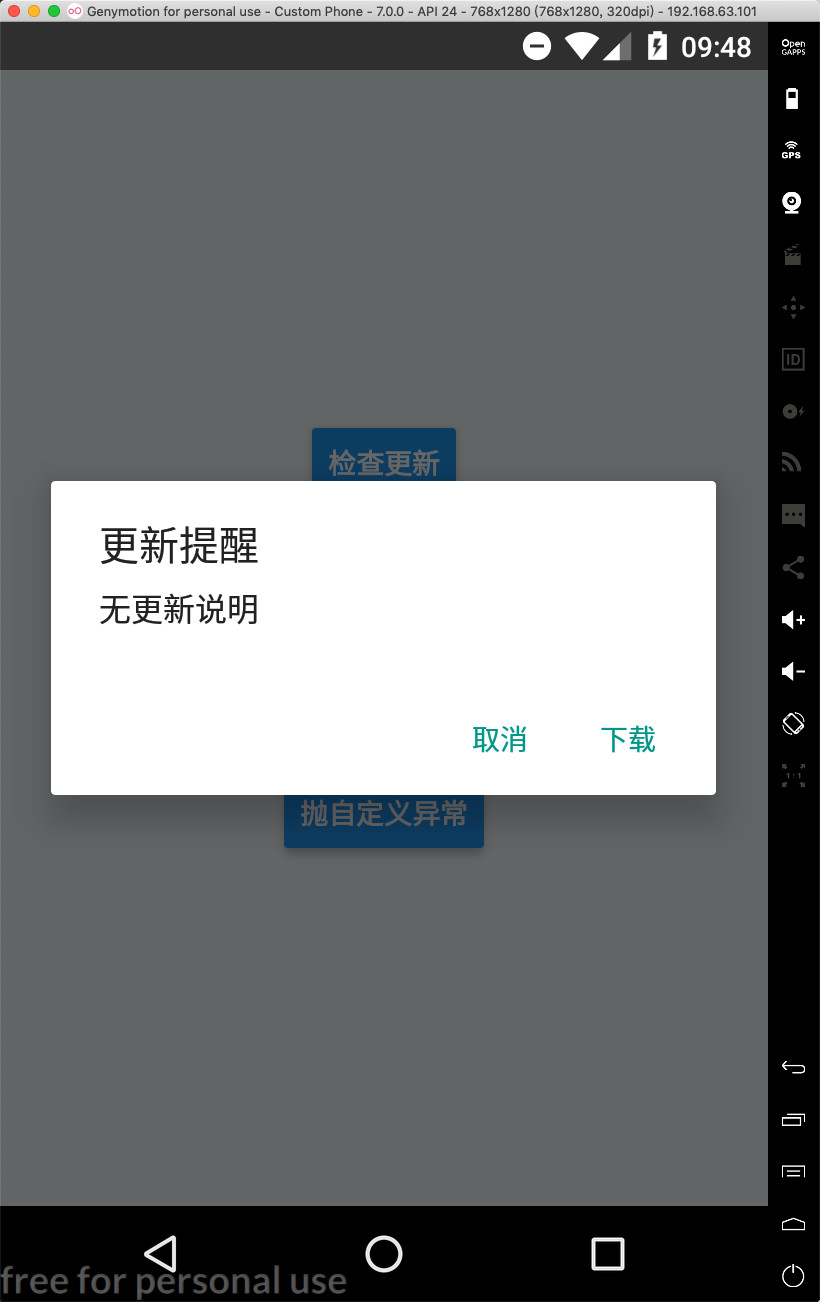 Genymotion for personal use - Custom Phone - 7.0.0 - API 24 - 768x1280 (768x1280, 320dpi) - 192.168.63.101
09:48
Open
GAPPS
GPS
ID
检查更新
更新提醒
无更新说明
取消
下载
1:1
抛自定义异常
free for personal use